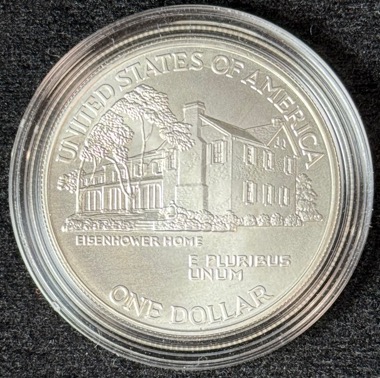 UNITED STATES OF AMERICA
EISENHOWER HOME
E PLURIBUS
UNUM
ONE DOLLAR